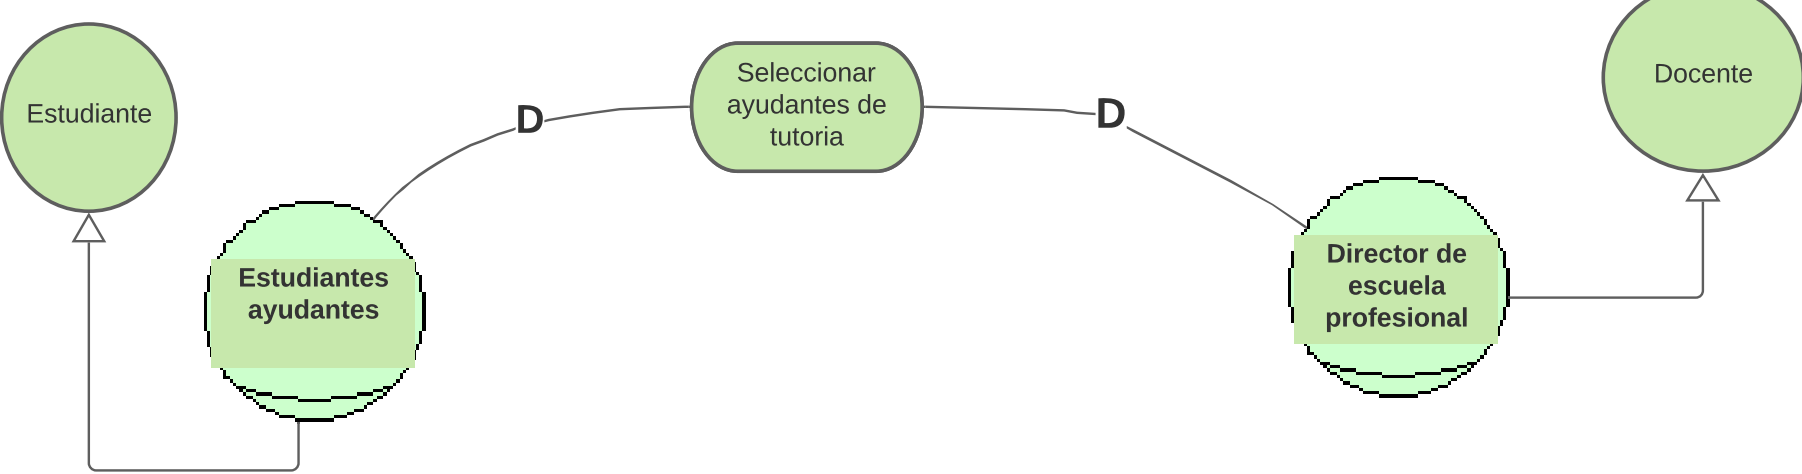 Estudiante
D
Seleccionar
ayudantes de
tutoria
D
Docente
Estudiantes
ayudantes
Director de
escuela
profesional